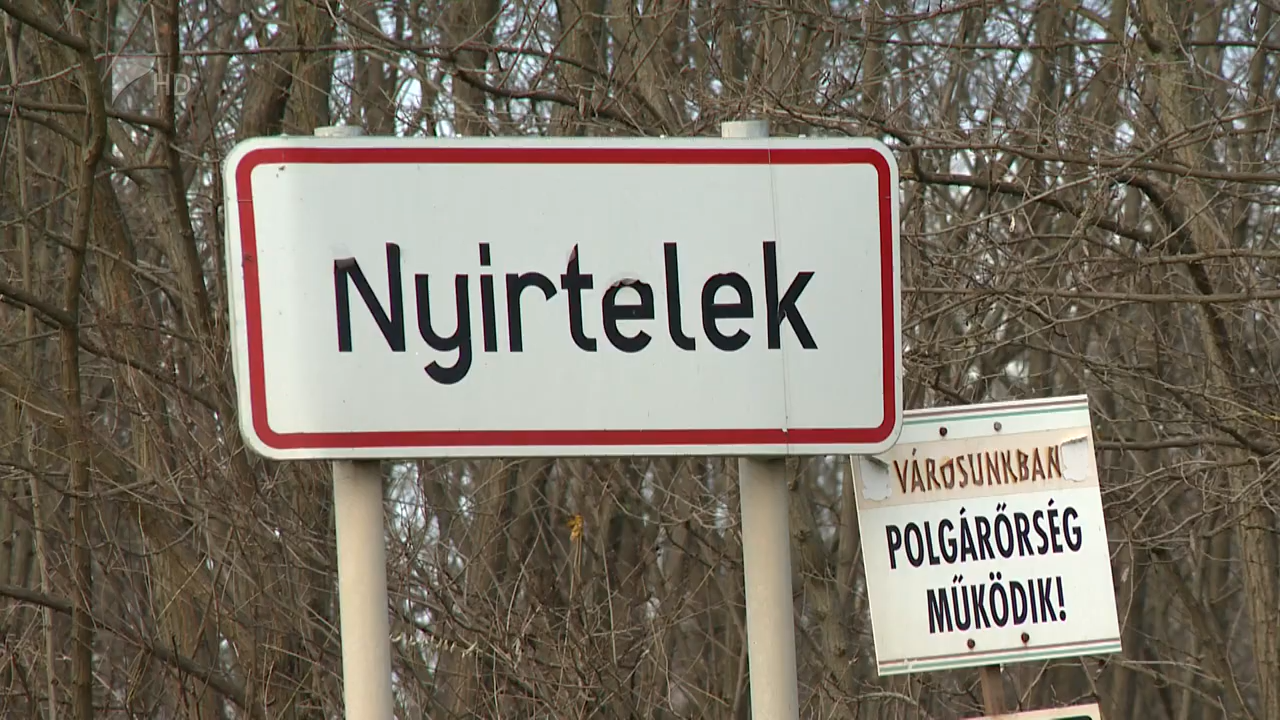 HD
Nyirtelek
VÁROSUNKBAN
POLGÁRŐRSÉG
MŰKÖDIK!